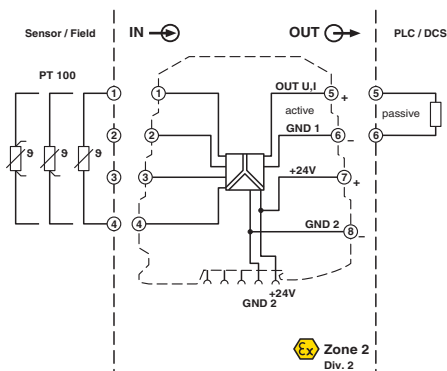 Sensor / Field
IN
OUT
PLC / DCS
PT 100
OUT U,I
1
1
5
+
5
active
passive
2
2
GND 1
6
–
6
ϑ
ϑ
ϑ
3
3
+24V
7
+
4
4
GND 2
8
–
+24V
GND 2
Ex
Zone 2
Div. 2